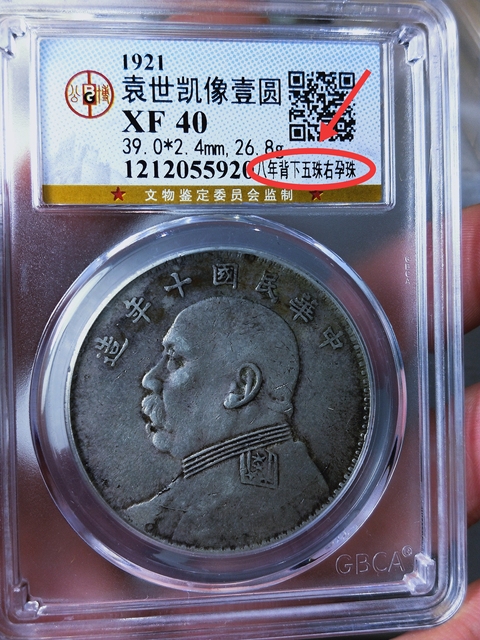 1921
袁世凯像壹圆
XF 40
39.0*2.4mm,26.8g
1212055920 八年背下五珠右孕珠
文物鉴定委员会监制
公博
造年十國民華中
GBCA®